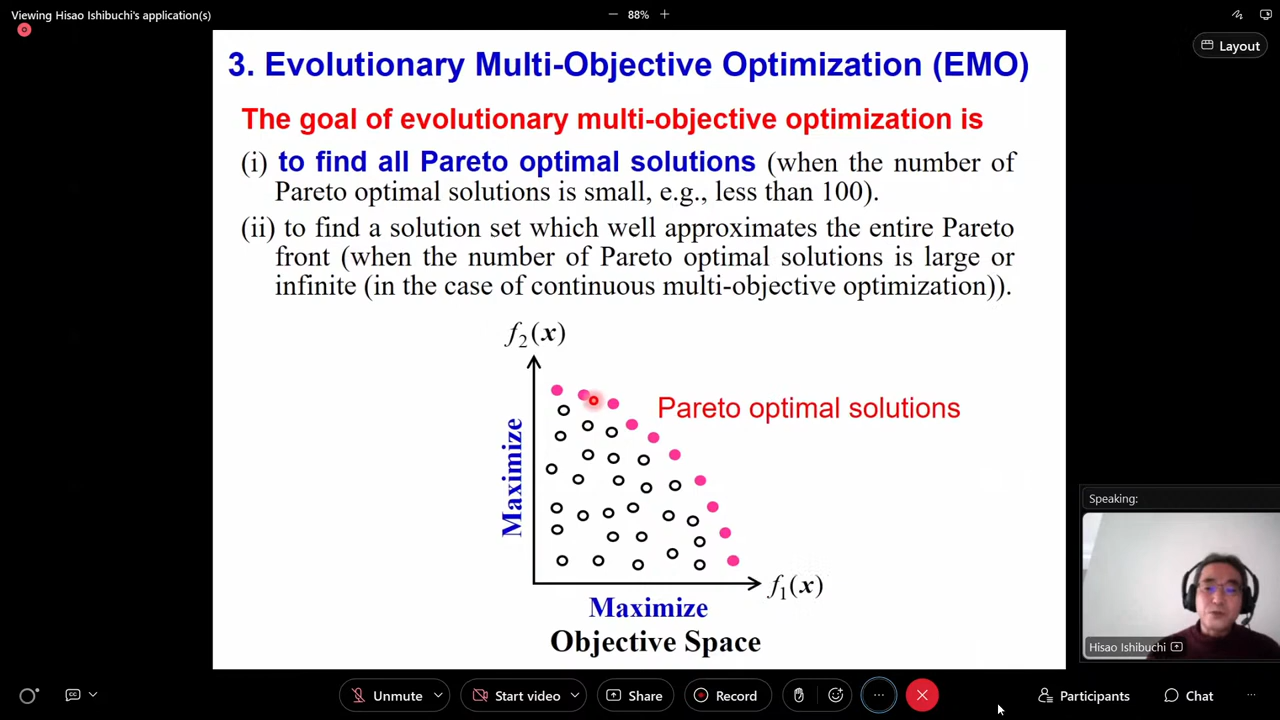 Viewing Hisao Ishibuchi's application(s)
88%
Layout
3. Evolutionary Multi-Objective Optimization (EMO)
The goal of evolutionary multi-objective optimization is
(i) to find all Pareto optimal solutions (when the number of
Pareto optimal solutions is small, e.g., less than 100).
(ii) to find a solution set which well approximates the entire Pareto
front (when the number of Pareto optimal solutions is large or
infinite (in the case of continuous multi-objective optimization)).
f2(x)
Pareto optimal solutions
Maximize
f1(x)
Maximize
Objective Space
Speaking:
Hisao Ishibuchi
CC
Unmute
Start video
Share
Record
Participants
Chat